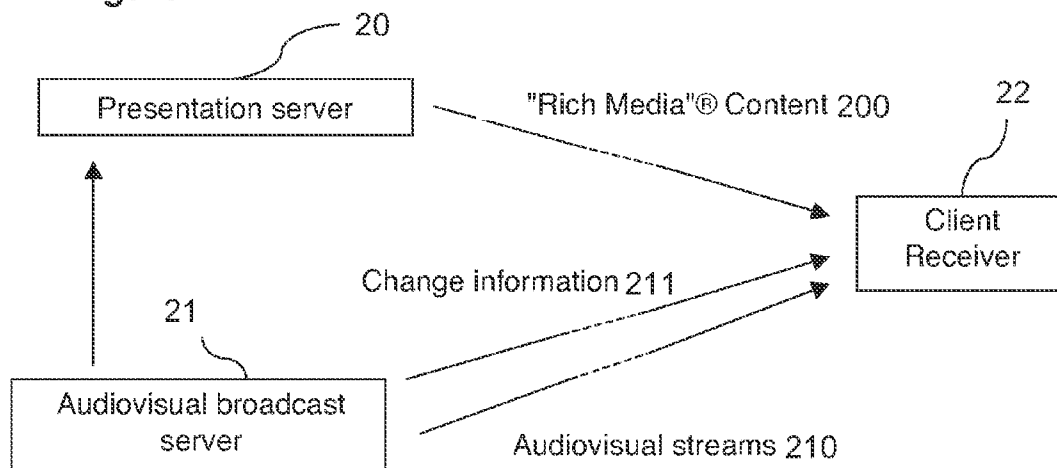 20
Presentation server
"Rich Media"® Content 200
22
Client
Receiver
Change information 211
21
Audiovisual broadcast
server
Audiovisual streams 210